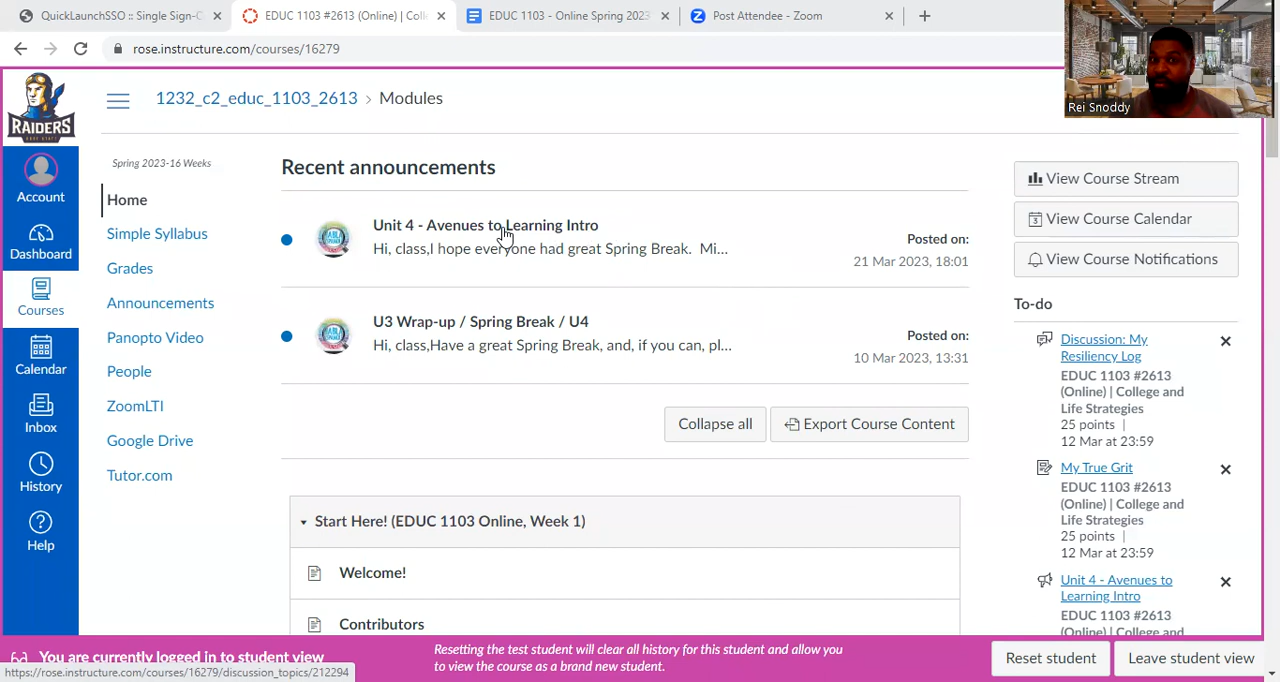 QuickLaunchSSO :: Single Sign-O
EDUC 1103 #2613 (Online) | Coll
EDUC 1103 - Online Spring 2023
Post Attendee - Zoom
rose.instructure.com/courses/16279
Rei Snoddy
RAIDERS
1232_c2_educ_1103_2613 > Modules
Account
Dashboard
Courses
Calendar
Inbox
History
Help
Spring 2023-16 Weeks
Home
Simple Syllabus
Grades
Announcements
Panopto Video
People
ZoomLTI
Google Drive
Tutor.com
Recent announcements
Unit 4 - Avenues to Learning Intro
Hi, class,I hope everyone had great Spring Break. Mi...
Posted on:
21 Mar 2023, 18:01
U3 Wrap-up / Spring Break / U4
Hi, class,Have a great Spring Break, and, if you can, pl...
Posted on:
10 Mar 2023, 13:31
Collapse all
Export Course Content
Start Here! (EDUC 1103 Online, Week 1)
Welcome!
Contributors
View Course Stream
View Course Calendar
View Course Notifications
To-do
Discussion: My
Resiliency Log
EDUC 1103 #2613
(Online) | College and
Life Strategies
25 points |
12 Mar at 23:59
My True Grit
EDUC 1103 #2613
(Online) | College and
Life Strategies
25 points |
12 Mar at 23:59
Unit 4 - Avenues to
Learning Intro
EDUC 1103 #2613
(Online) | College and
You are currently logged in to student view
Resetting the test student will clear all history for this student and allow you
to view the course as a brand new student.
Reset student
Leave student view
https://rose.instructure.com/courses/16279/discussion_topics/212294